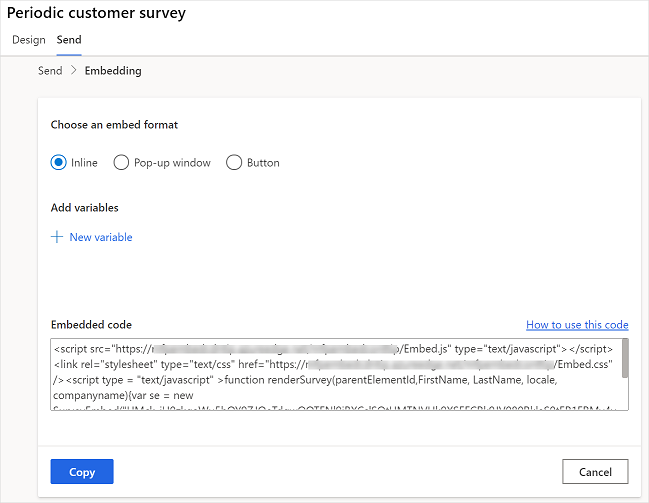 Periodic customer survey
Design Send
Send > Embedding
Choose an embed format
Inline Pop-up window Button
Add variables
+ New variable
Embedded code How to use this code
<script src="https:// /Embed.js" type="text/javascript"></script>
<link rel="stylesheet" type="text/css" href="https:// /Embed.css"
/><script type = "text/javascript" >function renderSurvey(parentElementId,FirstName, LastName, locale,
companyname){var se = new
Copy Cancel